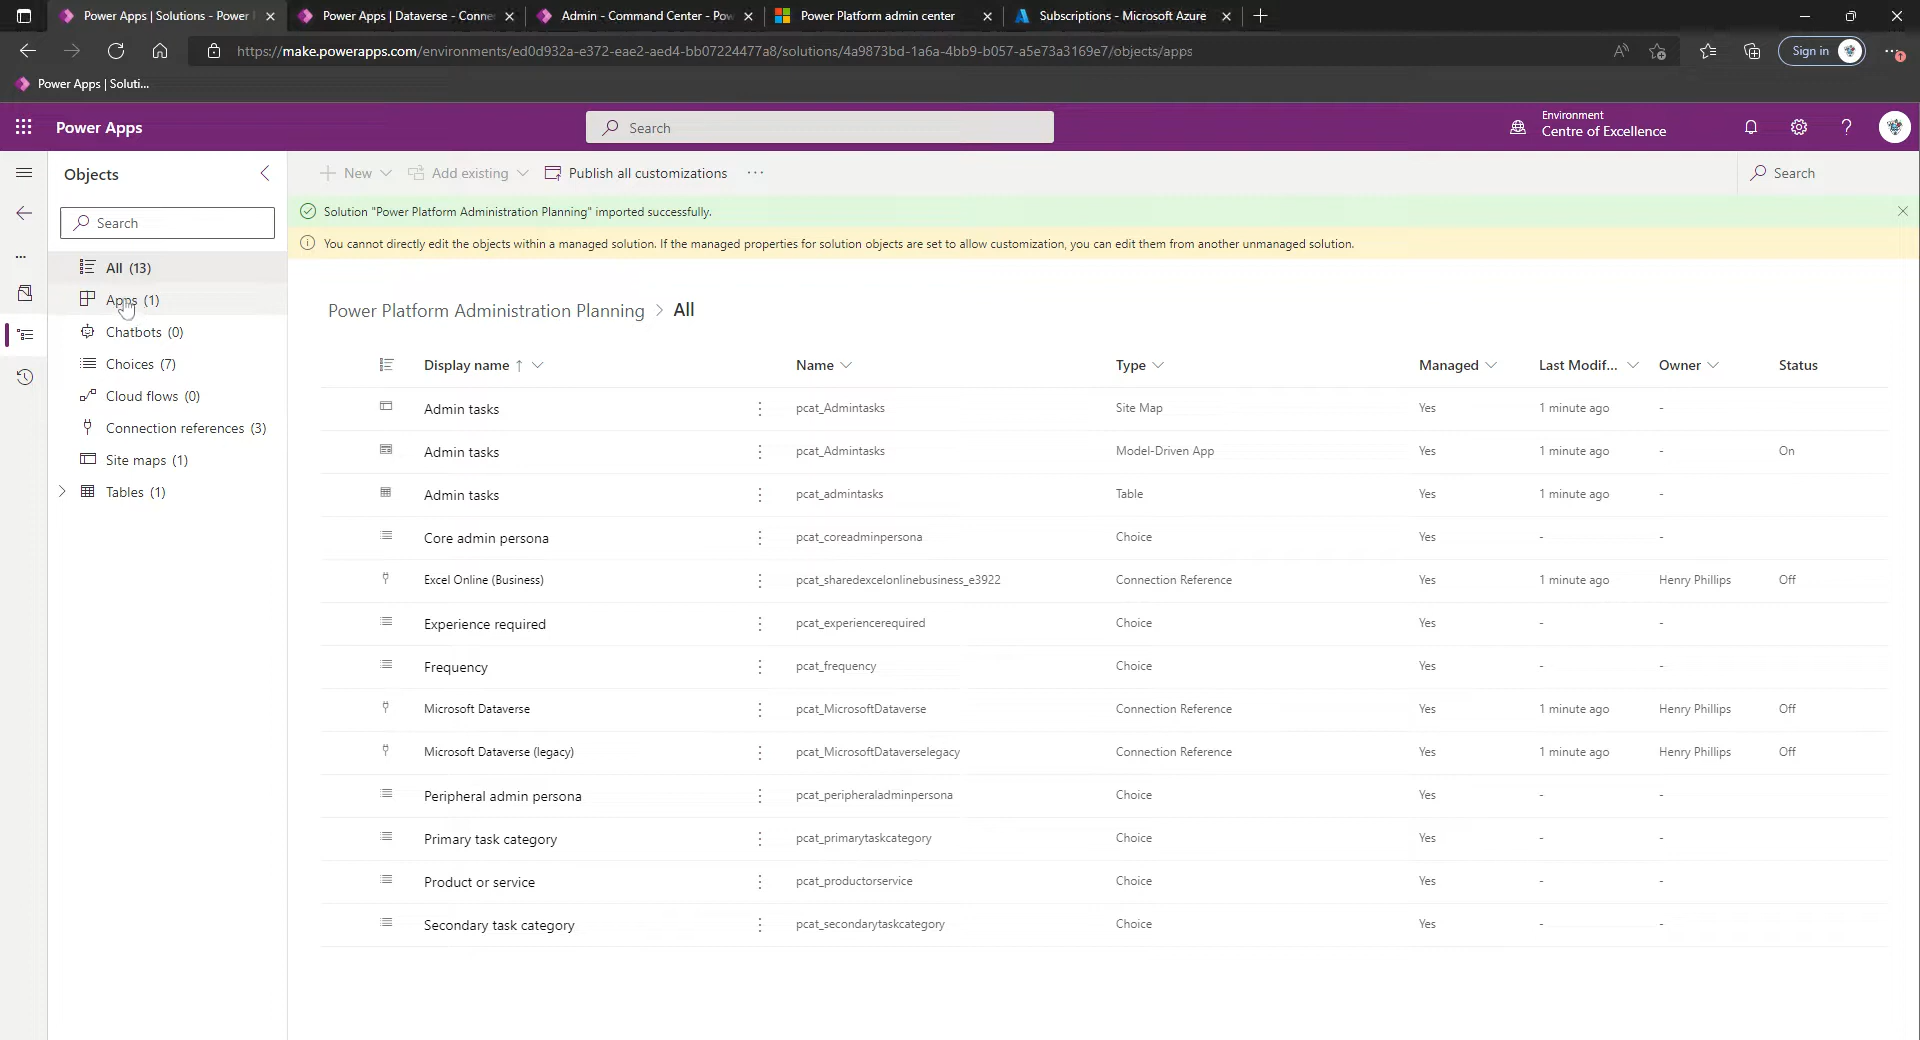 Power Apps | Solutions - Power
Power Apps | Dataverse - Conne
Admin - Command Center - Pow
Power Platform admin center
Subscriptions - Microsoft Azure
https://make.powerapps.com/environments/ed0d932a-e372-eae2-aed4-bb07224477a8/solutions/4a9873bd-1a6a-4bb9-b057-a5e73a3169e7/objects/apps
Sign in
Power Apps | Soluti...
Power Apps
Search
Environment
Centre of Excellence
Objects
New
Add existing
Publish all customizations
Search
Solution "Power Platform Administration Planning" imported successfully.
You cannot directly edit the objects within a managed solution. If the managed properties for solution objects are set to allow customization, you can edit them from another unmanaged solution.
Search
All (13)
Apps (1)
Chatbots (0)
Choices (7)
Cloud flows (0)
Connection references (3)
Site maps (1)
Tables (1)
Power Platform Administration Planning > All
Display name ↑ Name Type Managed Last Modif... Owner Status
Admin tasks pcat_Admintasks Site Map Yes 1 minute ago -
Admin tasks pcat_Admintasks Model-Driven App Yes 1 minute ago - On
Admin tasks pcat_admintasks Table Yes 1 minute ago -
Core admin persona pcat_coreadminpersona Choice Yes - -
Excel Online (Business) pcat_sharedexcelonlinebusiness_e3922 Connection Reference Yes 1 minute ago Henry Phillips Off
Experience required pcat_experiencerequired Choice Yes - -
Frequency pcat_frequency Choice Yes - -
Microsoft Dataverse pcat_MicrosoftDataverse Connection Reference Yes 1 minute ago Henry Phillips Off
Microsoft Dataverse (legacy) pcat_MicrosoftDataverselegacy Connection Reference Yes 1 minute ago Henry Phillips Off
Peripheral admin persona pcat_peripheraladminpersona Choice Yes - -
Primary task category pcat_primarytaskcategory Choice Yes - -
Product or service pcat_productorservice Choice Yes - -
Secondary task category pcat_secondarytaskcategory Choice Yes - -